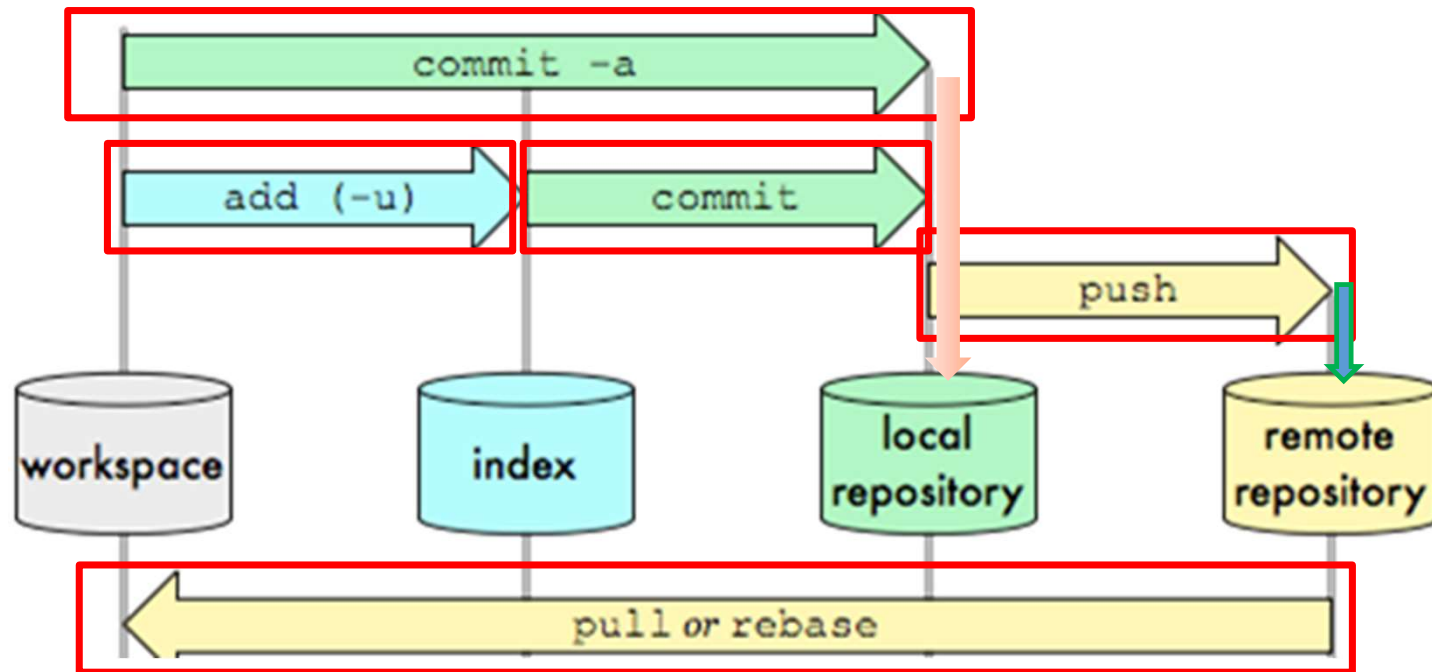 commit -a
add (-u)
commit
push
workspace
index
local
repository
remote
repository
pull or rebase